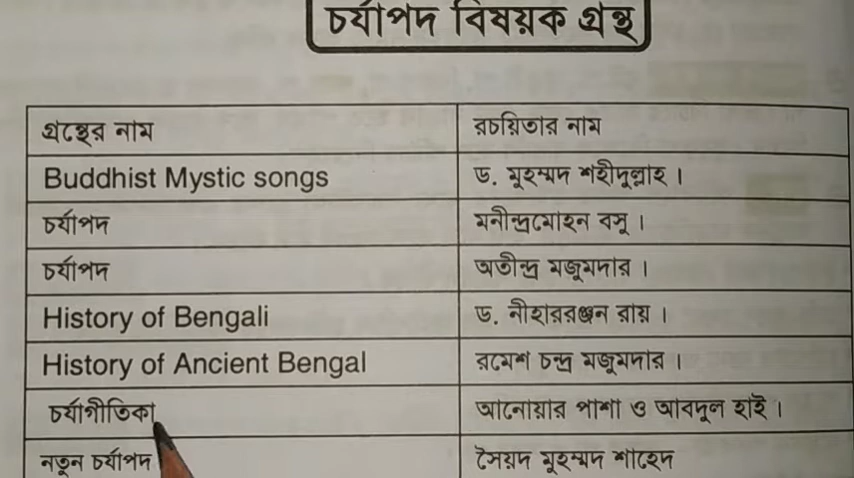 চর্যাপদ বিষয়ক গ্রন্থ
গ্রন্থের নাম রচয়িতার নাম
Buddhist Mystic songs ড. মুহম্মদ শহীদুল্লাহ ।
চর্যাপদ মনীন্দ্রমোহন বসু ।
চর্যাপদ অতীন্দ্র মজুমদার ।
History of Bengali ড. নীহাররঞ্জন রায় ।
History of Ancient Bengal রমেশ চন্দ্র মজুমদার ।
চর্যাগীতিকা আনোয়ার পাশা ও আবদুল হাই ।
নতুন চর্যাপদ সৈয়দ মুহম্মদ শাহেদ